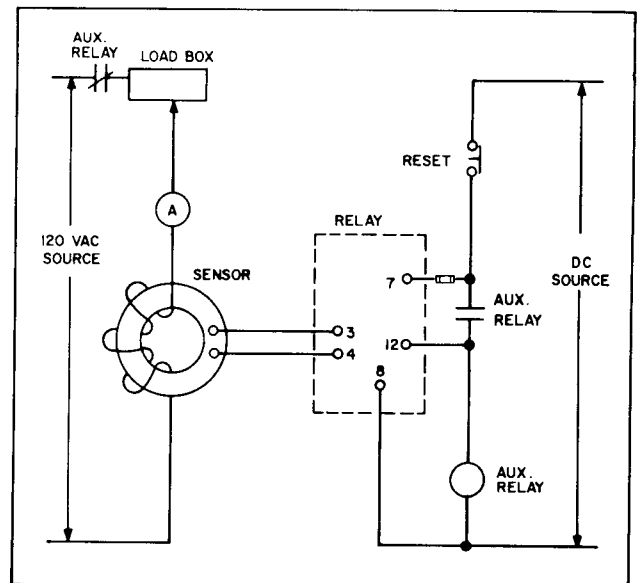 AUX.
RELAY
LOAD BOX
RESET
A
RELAY
120 VAC
SOURCE
SENSOR
7
DC
SOURCE
AUX.
RELAY
3
4
12
8
AUX.
RELAY